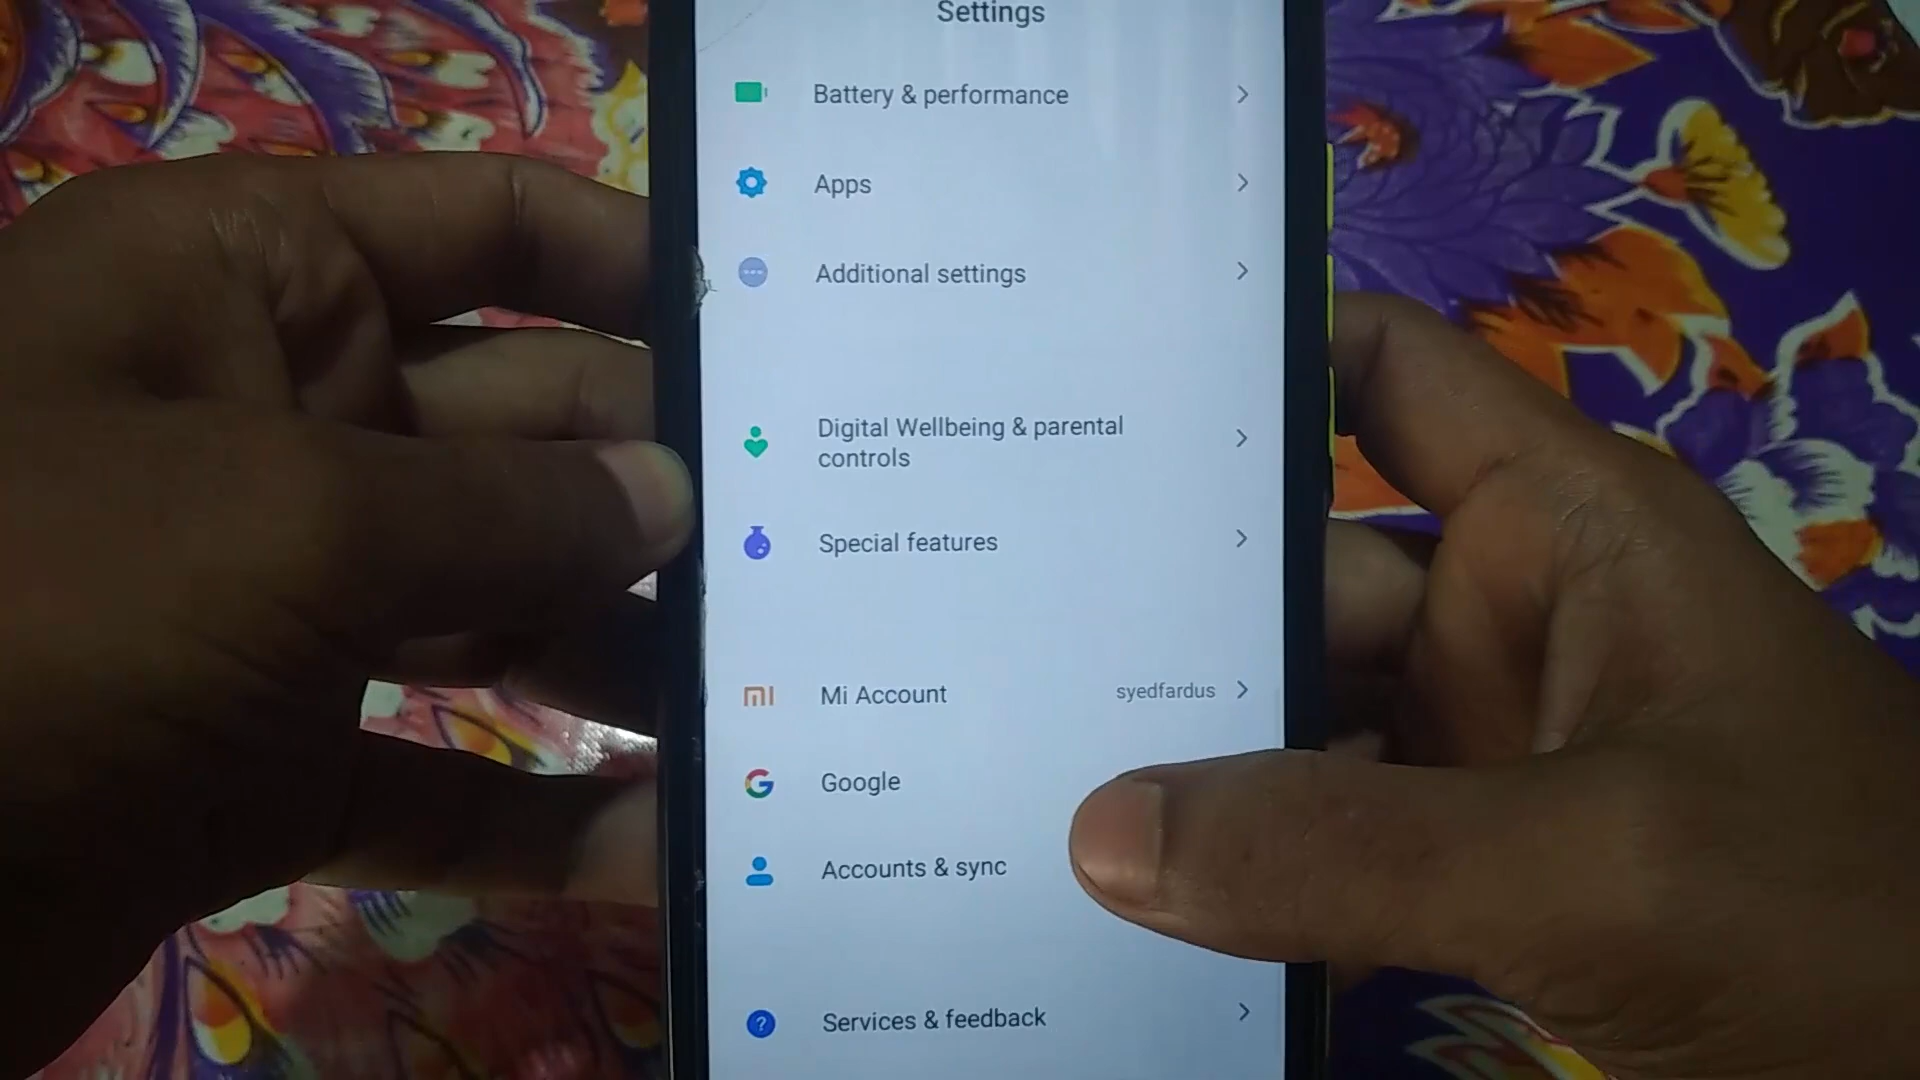 Settings
Battery & performance
Apps
Additional settings
Digital Wellbeing & parental
controls
Special features
Mi Account syedfardus
Google
Accounts & sync
Services & feedback